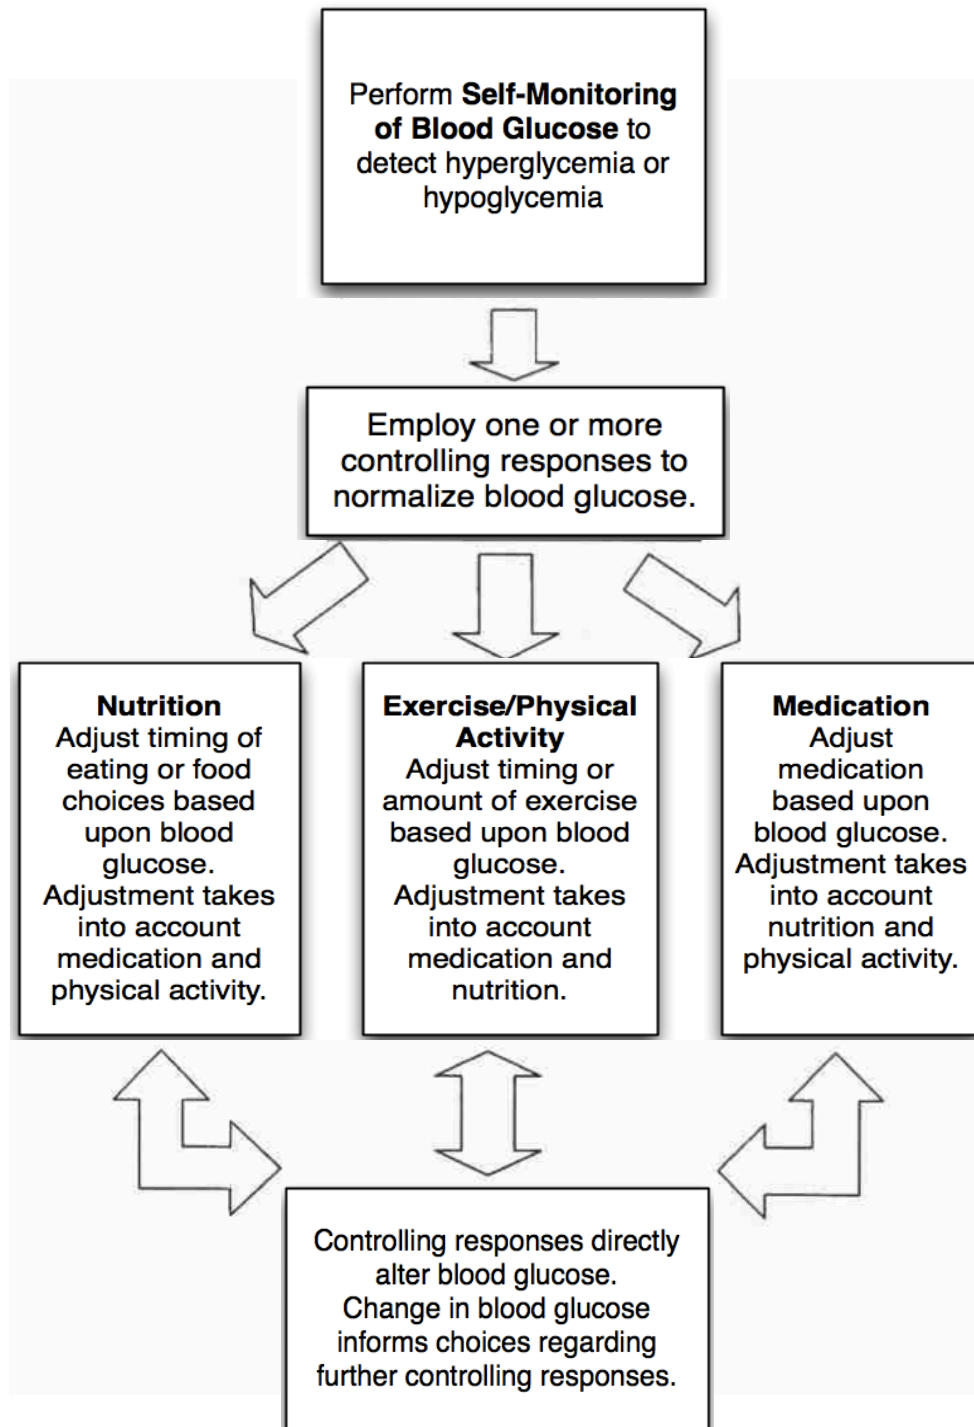 Perform Self-Monitoring
of Blood Glucose to
detect hyperglycemia or
hypoglycemia
Employ one or more
controlling responses to
normalize blood glucose.
Nutrition
Adjust timing of
eating or food
choices based
upon blood
glucose.
Adjustment takes
into account
medication and
physical activity.
Exercise/Physical
Activity
Adjust timing or
amount of exercise
based upon blood
glucose.
Adjustment takes
into account
medication and
nutrition.
Medication
Adjust
medication
based upon
blood glucose.
Adjustment takes
into account
nutrition and
physical activity.
Controlling responses directly
alter blood glucose.
Change in blood glucose
informs choices regarding
further controlling responses.